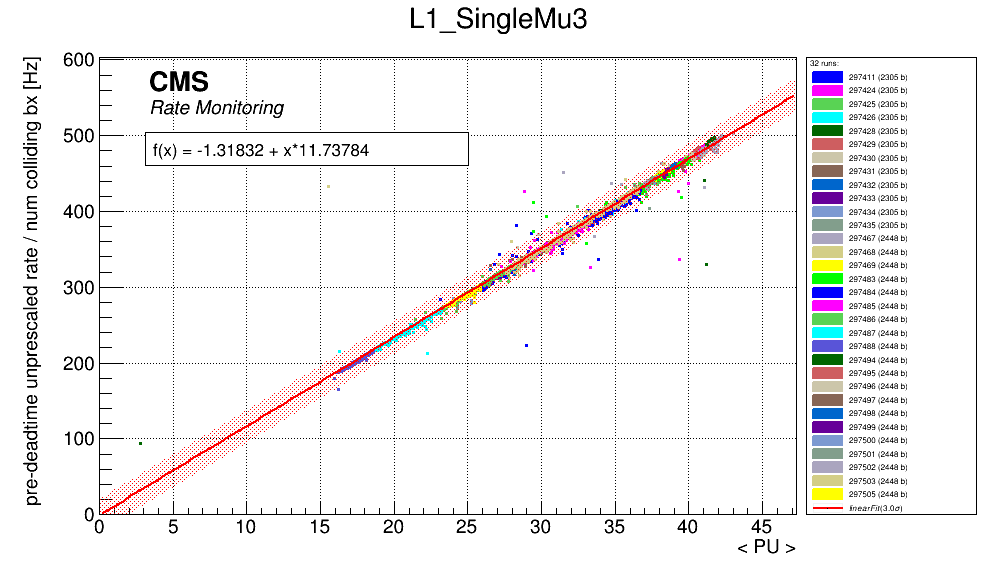 L1_SingleMu3
pre-deadtime unprescaled rate / num colliding bx [Hz]
600
500
400
300
200
100
0
CMS
Rate Monitoring
f(x) = -1.31832 + x*11.73784
0 5 10 15 20 25 30 35 40 45
< PU >
32 runs:
297411 (2305 b)
297424 (2305 b)
297425 (2305 b)
297426 (2305 b)
297428 (2305 b)
297429 (2305 b)
297430 (2305 b)
297431 (2305 b)
297432 (2305 b)
297433 (2305 b)
297434 (2305 b)
297435 (2305 b)
297467 (2448 b)
297468 (2448 b)
297469 (2448 b)
297483 (2448 b)
297484 (2448 b)
297485 (2448 b)
297486 (2448 b)
297487 (2448 b)
297488 (2448 b)
297494 (2448 b)
297495 (2448 b)
297496 (2448 b)
297497 (2448 b)
297498 (2448 b)
297499 (2448 b)
297500 (2448 b)
297501 (2448 b)
297502 (2448 b)
297503 (2448 b)
297505 (2448 b)
linearFit(3.0σ)